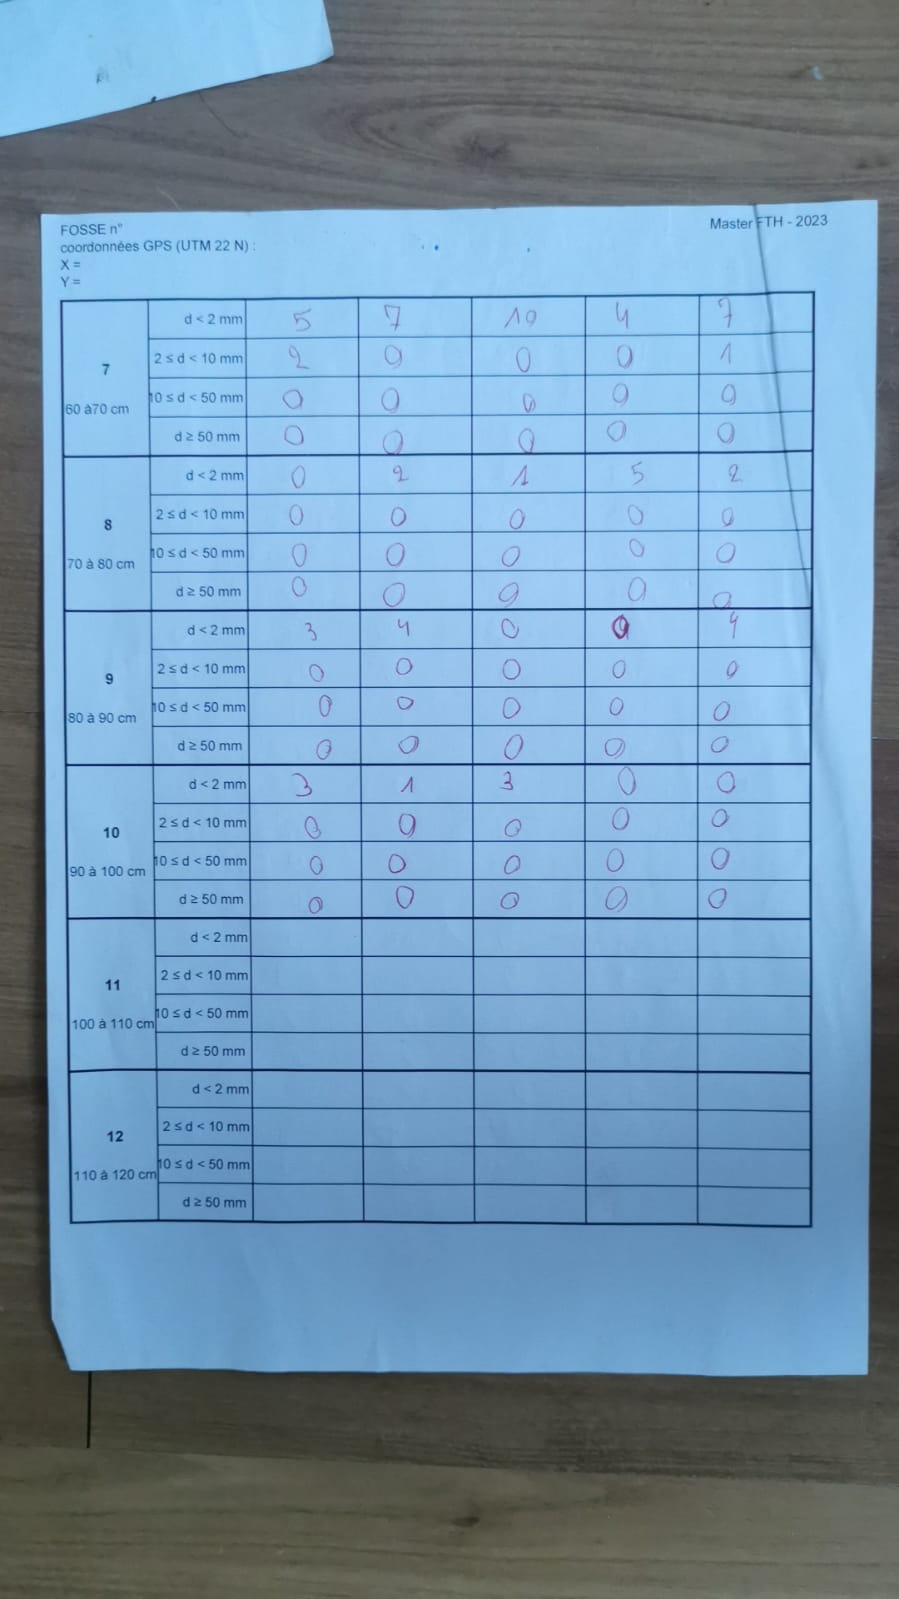 FOSSE n° Master FTH - 2023
coordonnées GPS (UTM 22 N) :
X =
Y =
d < 2 mm 5 7 10 4 7
2 ≤ d < 10 mm 2 0 0 0 1
7
10 ≤ d < 50 mm 0 0 0 0 0
60 à70 cm
d ≥ 50 mm 0 0 0 0 0
d < 2 mm 0 2 1 5 2
2 ≤ d < 10 mm 0 0 0 0 0
8
10 ≤ d < 50 mm 0 0 0 0 0
70 à 80 cm
d ≥ 50 mm 0 0 0 0 0
d < 2 mm 3 4 0 0 4
2 ≤ d < 10 mm 0 0 0 0 0
9
10 ≤ d < 50 mm 0 0 0 0 0
80 à 90 cm
d ≥ 50 mm 0 0 0 0 0
d < 2 mm 3 1 3 0 0
2 ≤ d < 10 mm 0 0 0 0 0
10
10 ≤ d < 50 mm 0 0 0 0 0
90 à 100 cm
d ≥ 50 mm 0 0 0 0 0
d < 2 mm
2 ≤ d < 10 mm
11
10 ≤ d < 50 mm
100 à 110 cm
d ≥ 50 mm
d < 2 mm
2 ≤ d < 10 mm
12
10 ≤ d < 50 mm
110 à 120 cm
d ≥ 50 mm